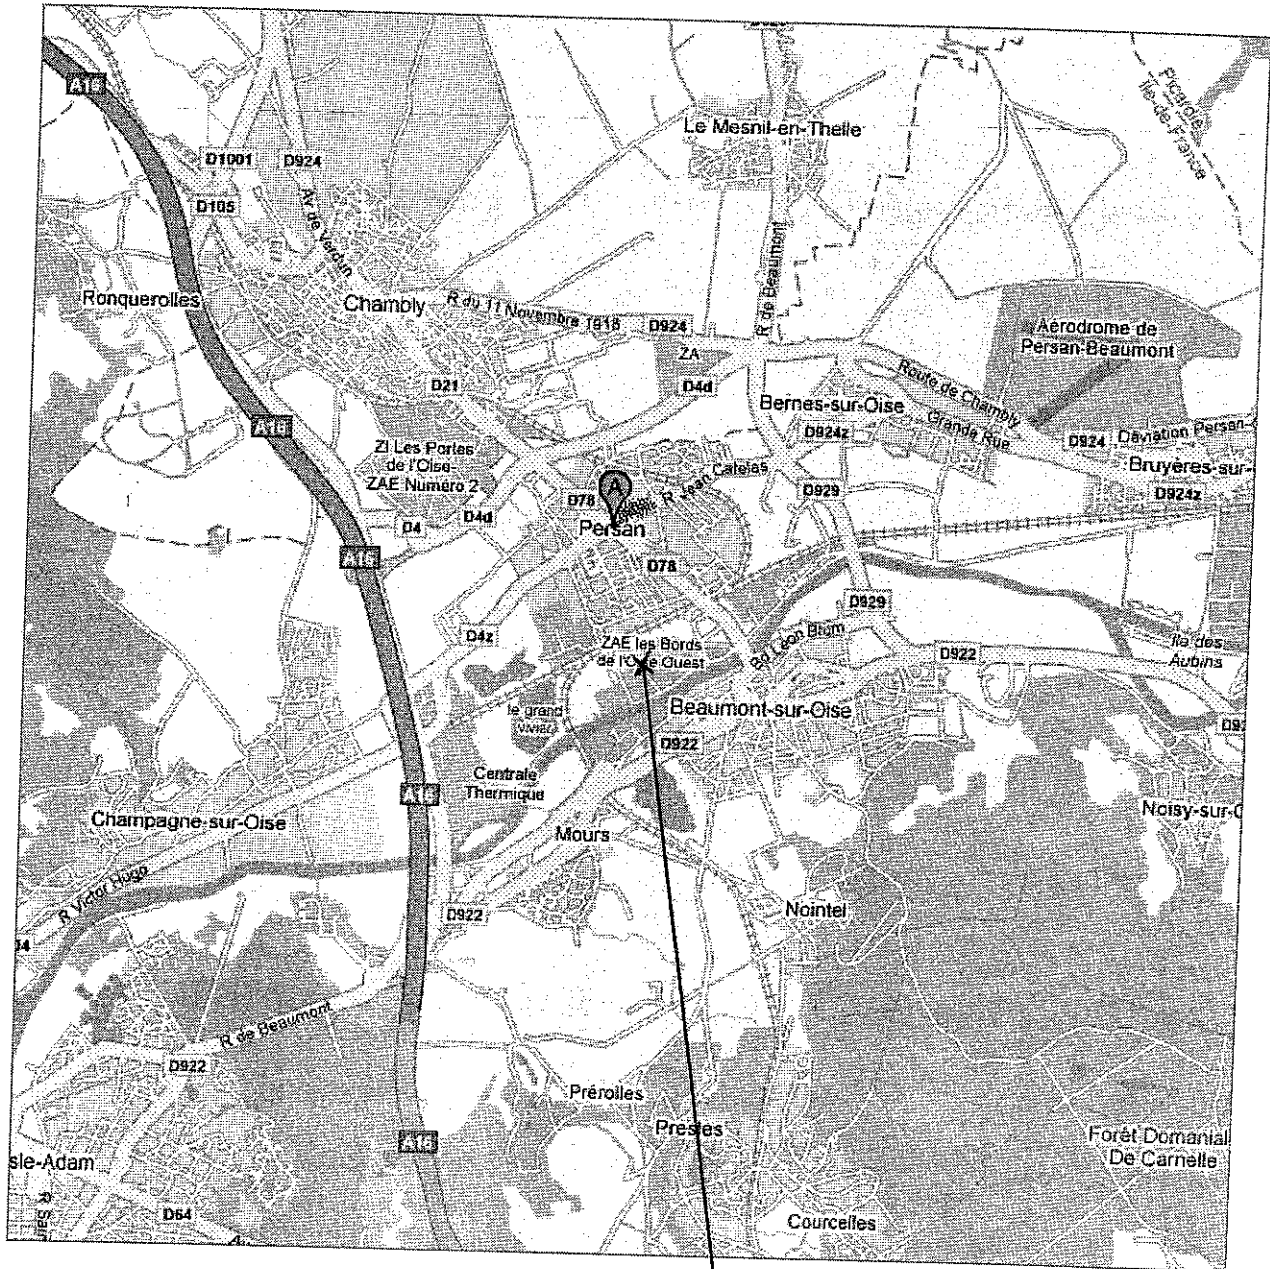 A16
Le Mesnil-en-Thelle
Picardie
Île-de-France
D1001
D924
D105
Av. de Verdun
R de Beaumont
Ronquerolles
Chambly
R du 11 Novembre 1918
D924
ZA
Aérodrome de
Persan-Beaumont
D21
D4d
Route de Chambly
Bernes-sur-Oise
Grande Rue
A16
D924z
D924
Déviation Persan-
ZI Les Portes
de l'Oise-
ZAE Numéro 2
Bruyères-sur-
R Jean Catelas
A
D78
D929
D924z
D4
D4d
Persan
A16
D78
D929
D4z
ZAE les Bords
de l'Oise Ouest
Bd Léon Blum
D922
Île des
Aubins
le grand
vivier
Beaumont-sur-Oise
D922
Centrale
Thermique
A16
Champagne-sur-Oise
Mours
Noisy-sur-O
R Victor Hugo
D922
Nointel
R de Beaumont
D922
Prérolles
Presles
A16
Forêt Domanial
De Carnelle
sle-Adam
D64
Courcelles